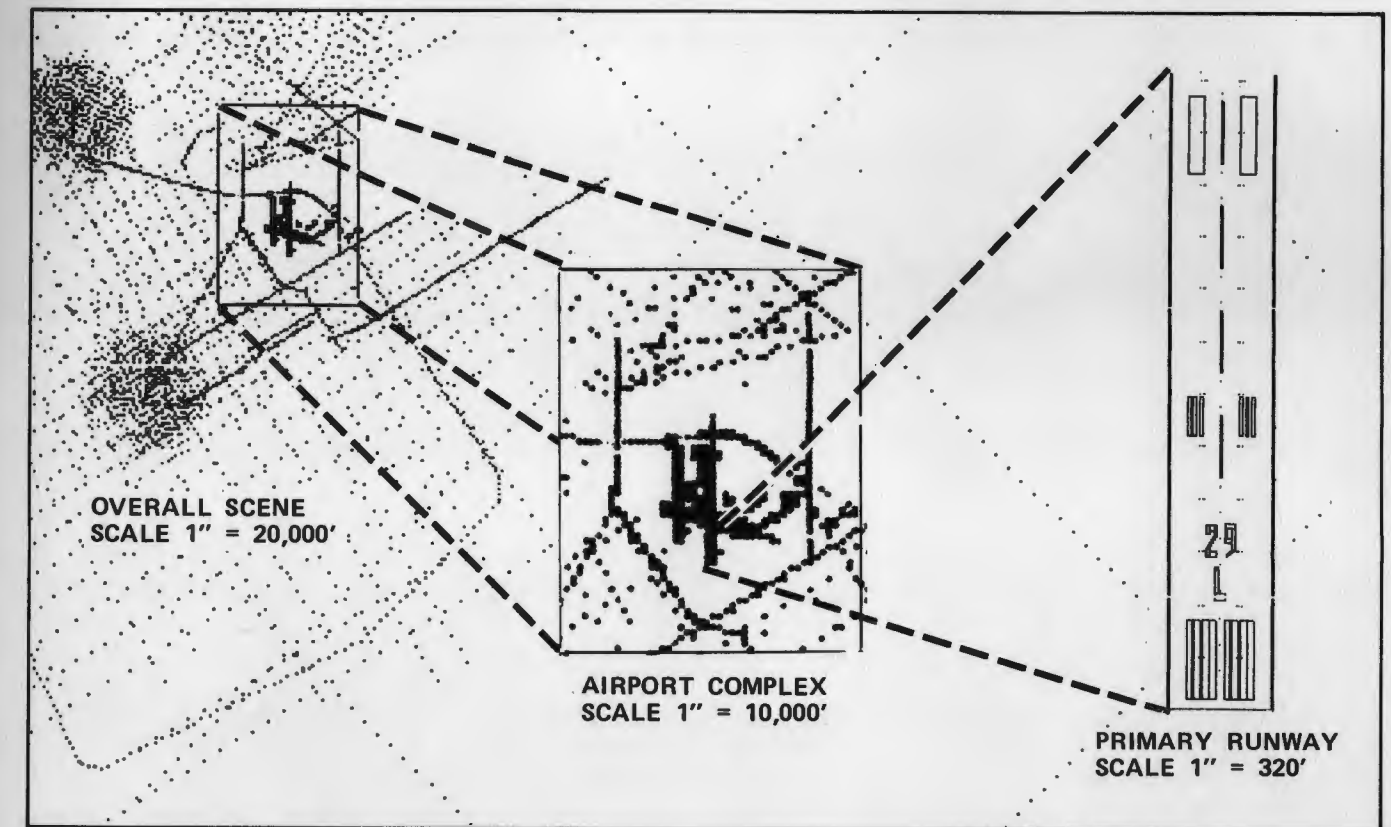 OVERALL SCENE
SCALE 1″ = 20,000′
AIRPORT COMPLEX
SCALE 1″ = 10,000′
29
L
PRIMARY RUNWAY
SCALE 1″ = 320′